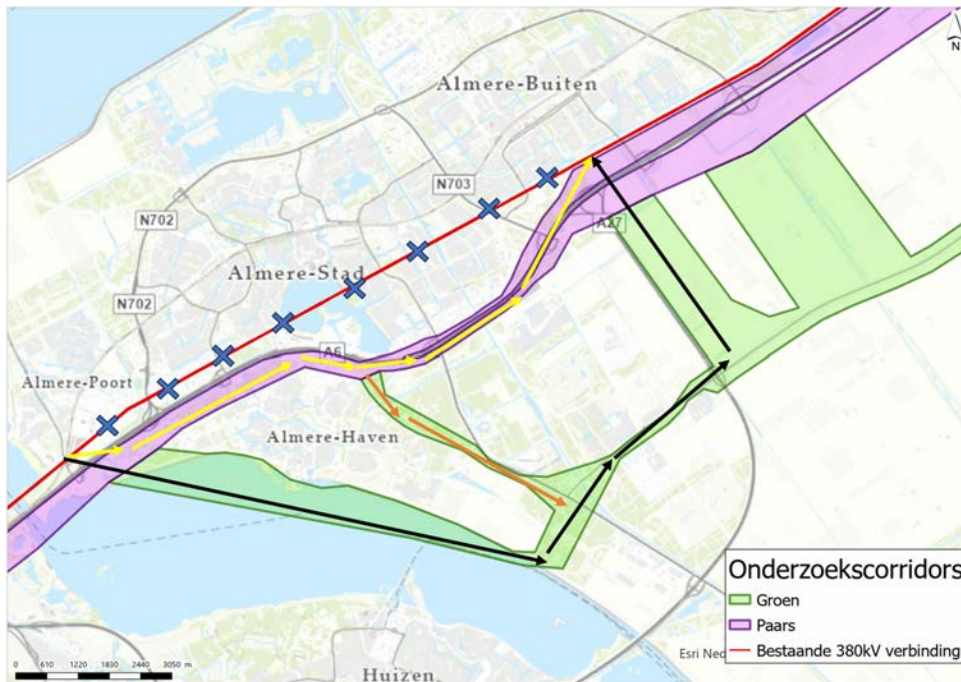 N
Almere-Buiten
N703
N702
A27
Almere-Stad
N702
A6
Almere-Poort
Almere-Haven
Onderzoekscorridors
Groen
Paars
Bestaande 380kV verbinding
Esri Ned
0 610 1220 1830 2440 3050 m
Huizen